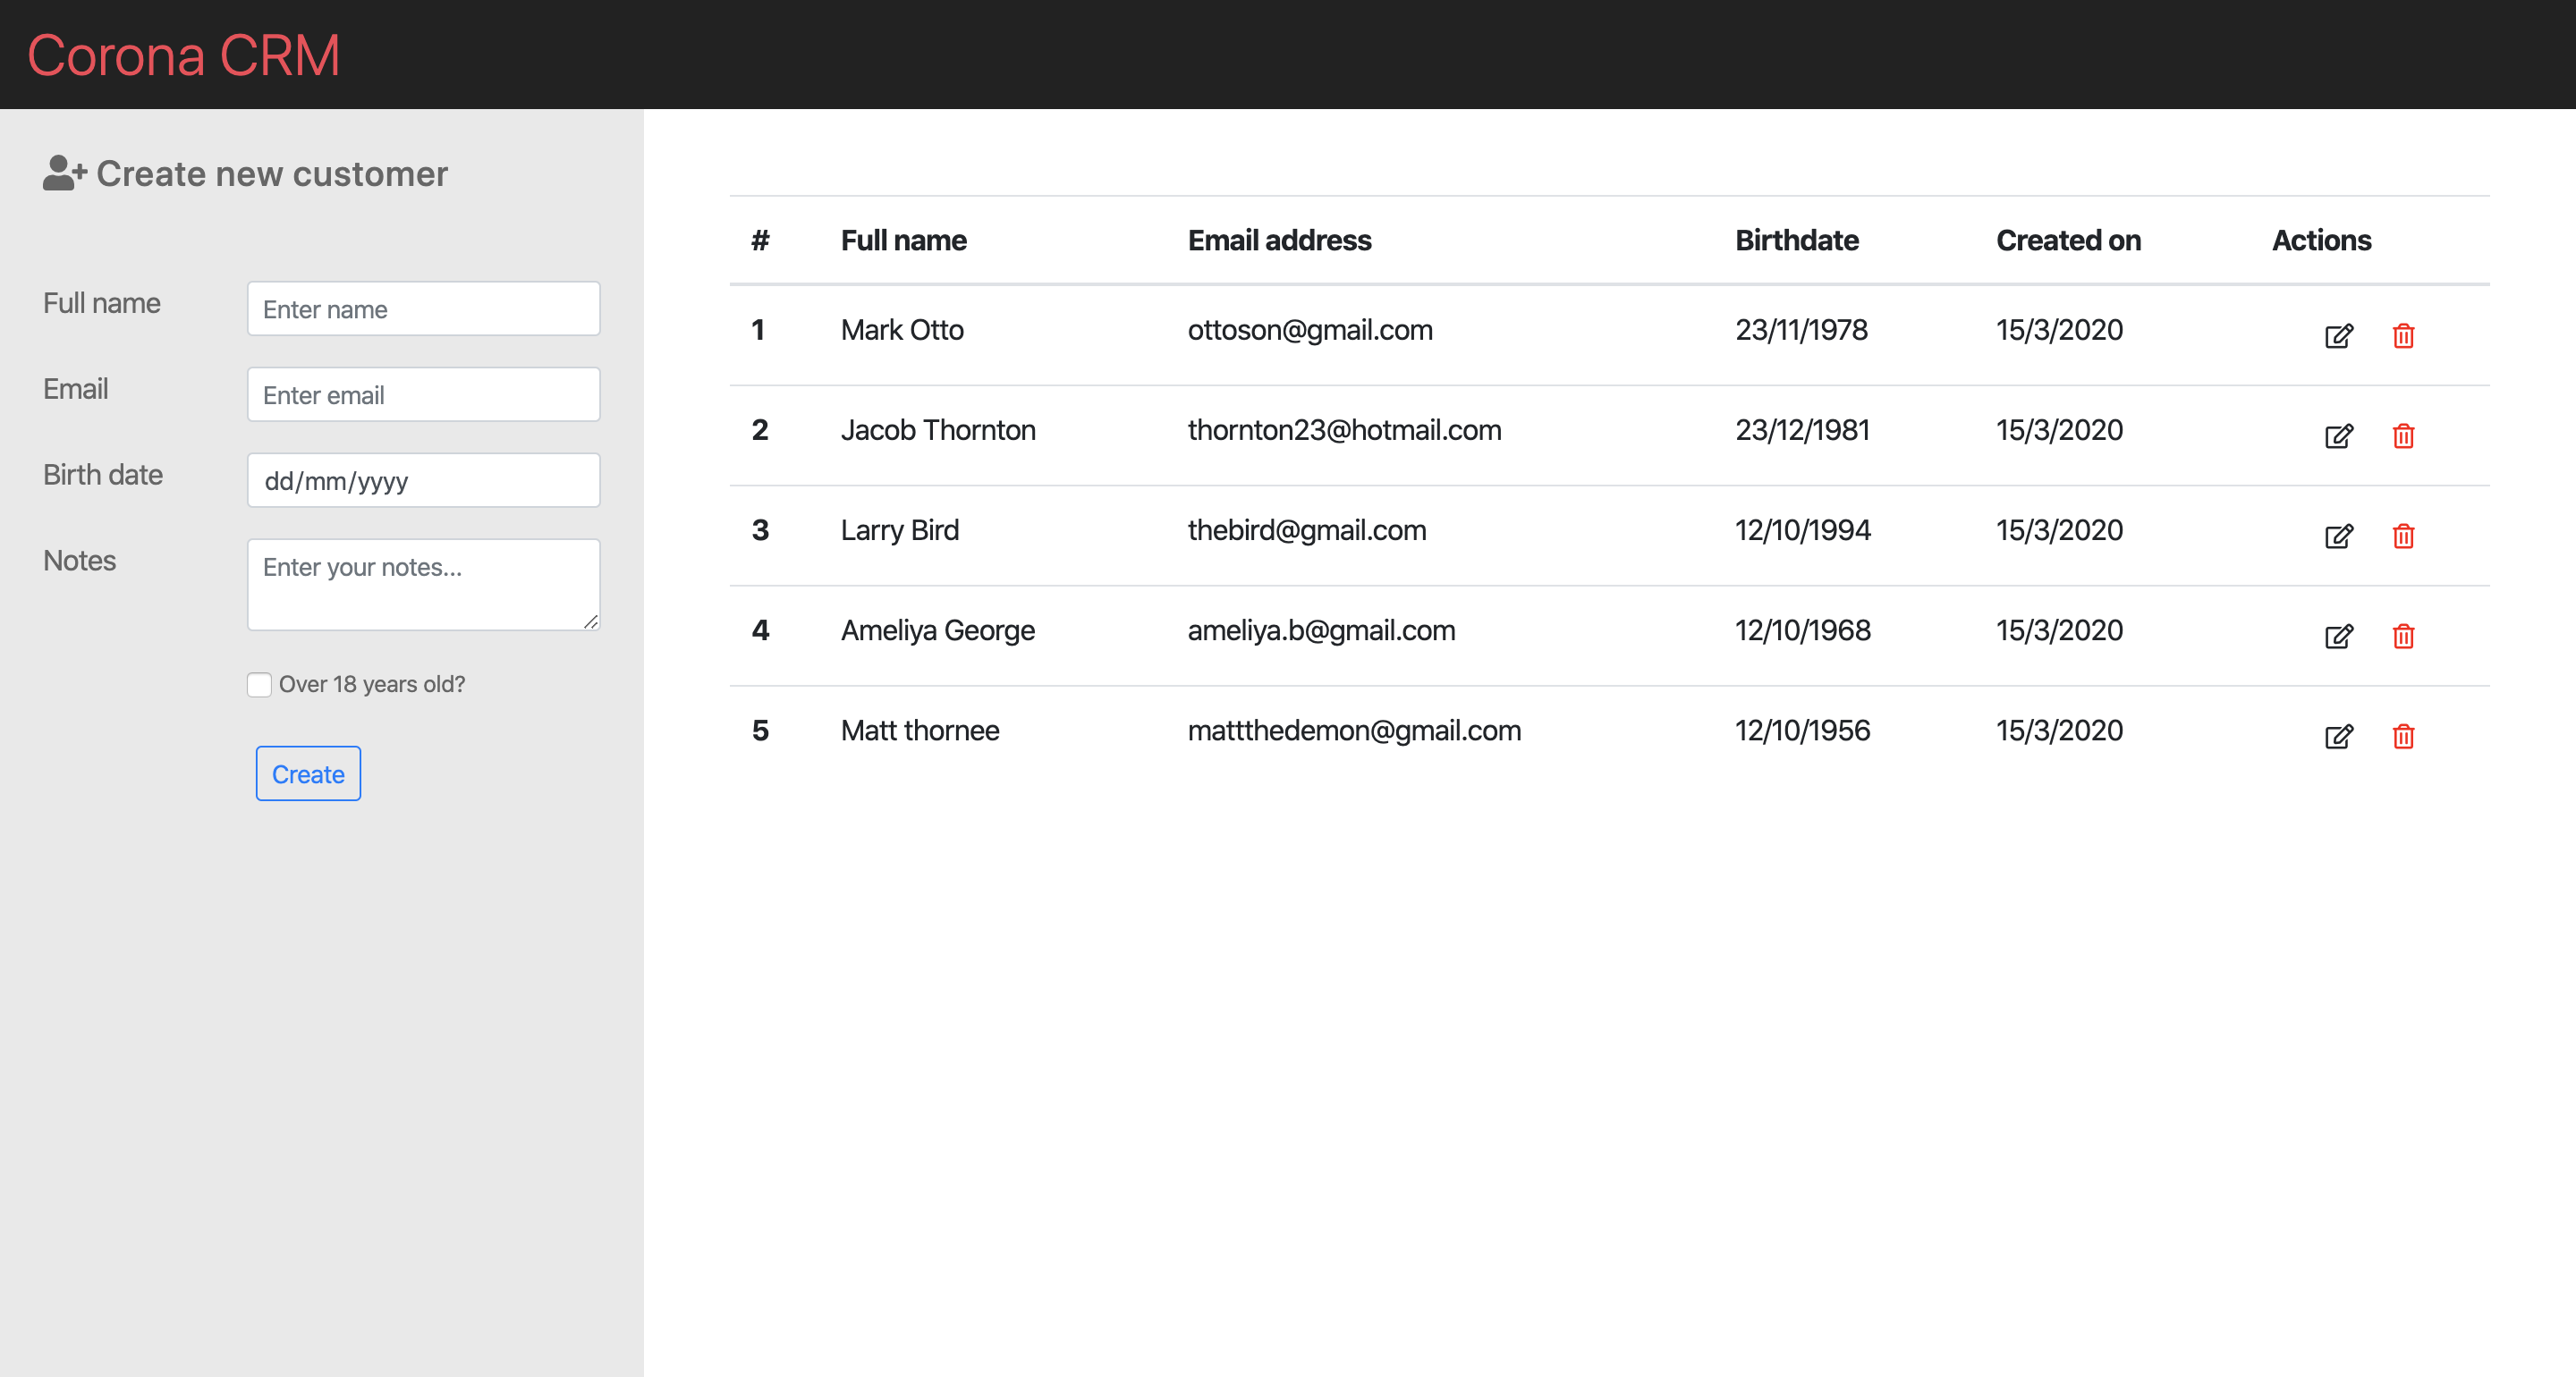 Corona CRM
Create new customer
Full name
Enter name
Email
Enter email
Birth date
dd/mm/yyyy
Notes
Enter your notes...
Over 18 years old?
Create
# Full name Email address Birthdate Created on Actions
1 Mark Otto ottoson@gmail.com 23/11/1978 15/3/2020
2 Jacob Thornton thornton23@hotmail.com 23/12/1981 15/3/2020
3 Larry Bird thebird@gmail.com 12/10/1994 15/3/2020
4 Ameliya George ameliya.b@gmail.com 12/10/1968 15/3/2020
5 Matt thornee mattthedemon@gmail.com 12/10/1956 15/3/2020